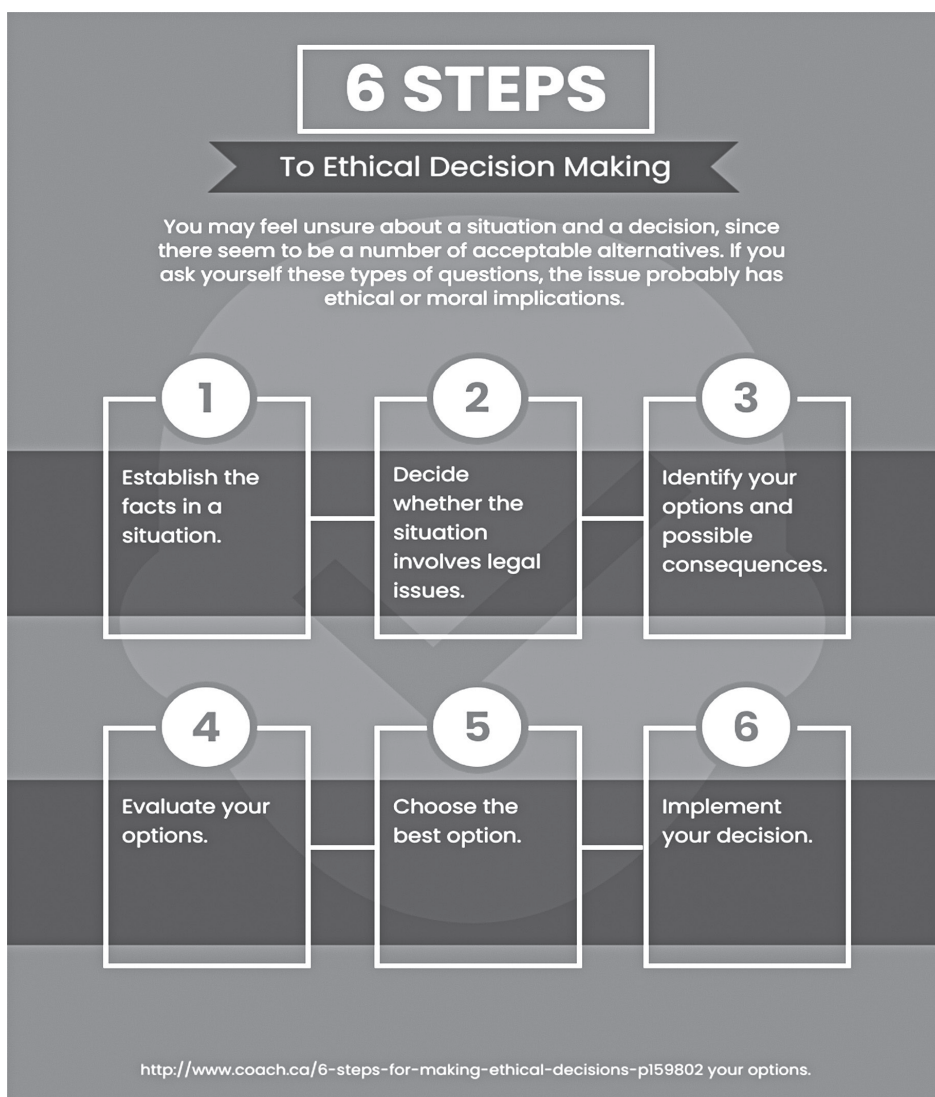 6 STEPS
To Ethical Decision Making
You may feel unsure about a situation and a decision, since
there seem to be a number of acceptable alternatives. If you
ask yourself these types of questions, the issue probably has
ethical or moral implications.
1
Establish the
facts in a
situation.
2
Decide
whether the
situation
involves legal
issues.
3
Identify your
options and
possible
consequences.
4
Evaluate your
options.
5
Choose the
best option.
6
Implement
your decision.
http://www.coach.ca/6-steps-for-making-ethical-decisions-p159802 your options.